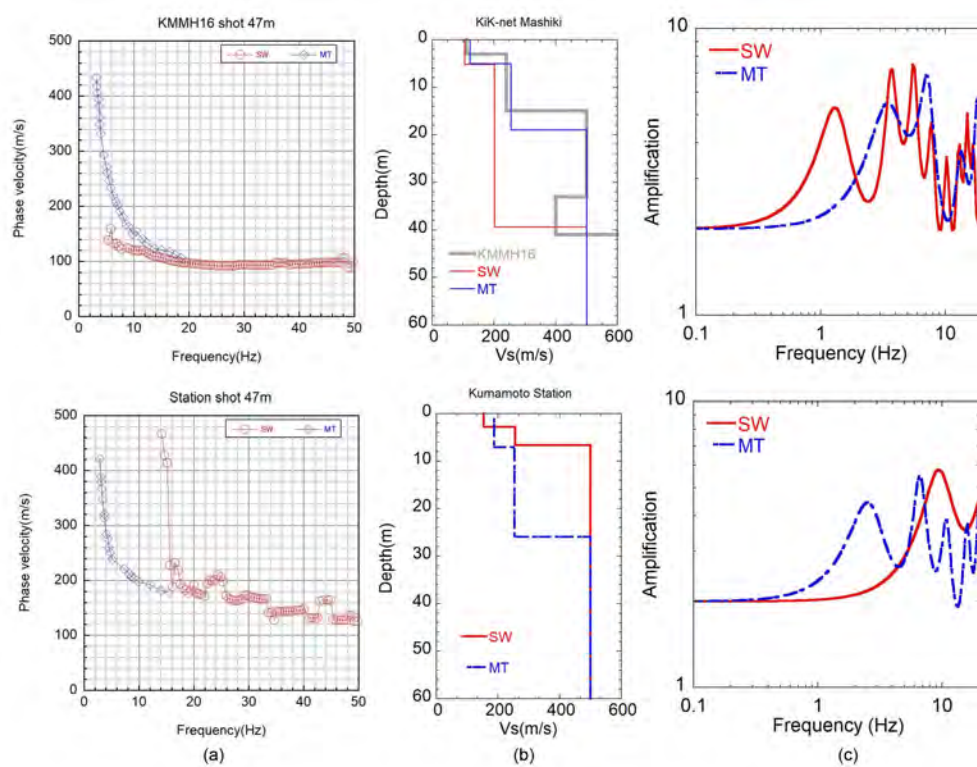 KMMH16 shot 47m
500
400
300
200
100
0
Phase velocity(m/s)
SW MT
0 10 20 30 40 50
Frequency(Hz)
KiK-net Mashiki
0
10
20
30
40
50
60
Depth(m)
KMMH16
SW
MT
0 200 400 600
Vs(m/s)
10
1
Amplification
SW
MT
0.1 1 10
Frequency (Hz)
Station shot 47m
500
400
300
200
100
0
Phase velocity(m/s)
SW MT
0 10 20 30 40 50
Frequency(Hz)
(a)
Kumamoto Station
0
10
20
30
40
50
60
Depth(m)
SW
MT
0 200 400 600
Vs(m/s)
(b)
10
1
Amplification
SW
MT
0.1 1 10
Frequency (Hz)
(c)